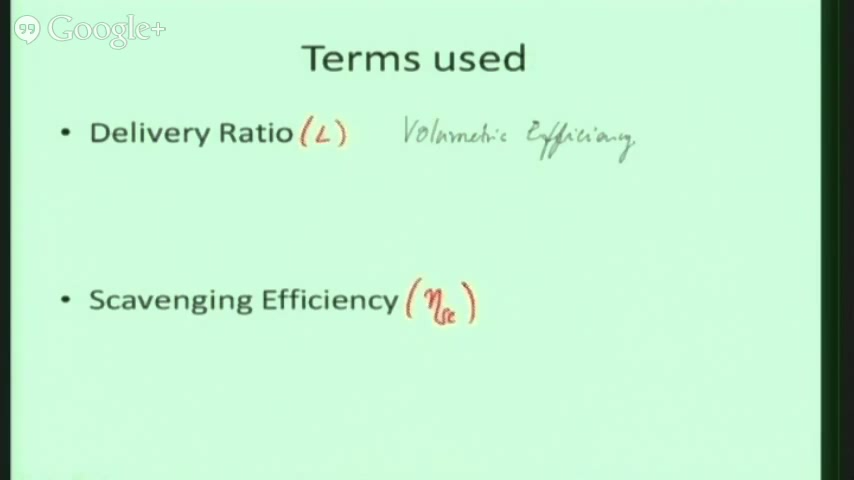 Google+
Terms used
• Delivery Ratio (L) Volumetric Efficiency
• Scavenging Efficiency (ηsc)